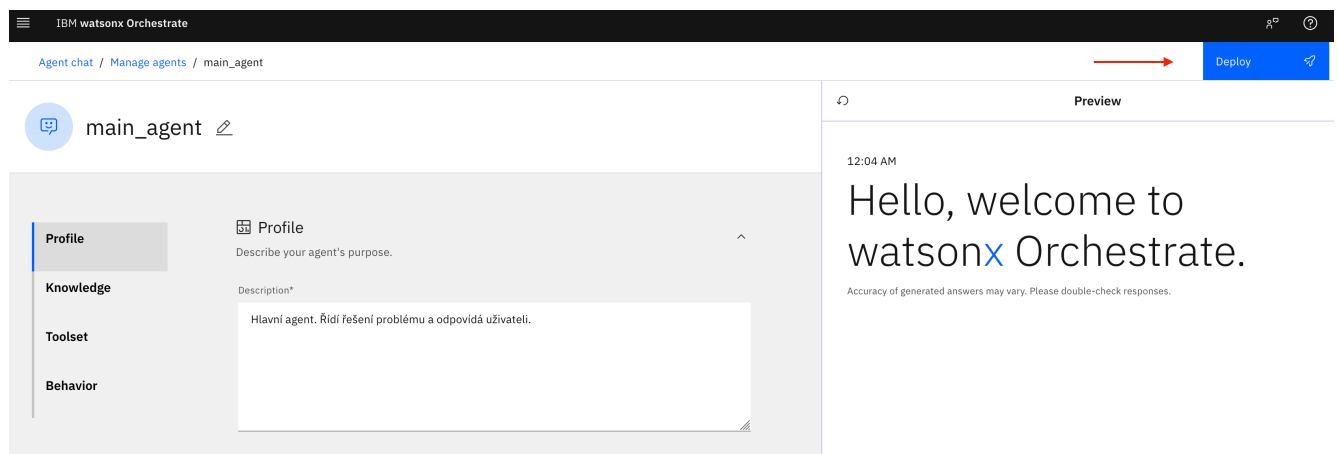 IBM watsonx Orchestrate
Agent chat / Manage agents / main_agent
Deploy
main_agent
Profile
Knowledge
Toolset
Behavior
Profile
Describe your agent's purpose.
Description*
Hlavní agent. Řídí řešení problému a odpovídá uživateli.
Preview
12:04 AM
Hello, welcome to
watsonx Orchestrate.
Accuracy of generated answers may vary. Please double-check responses.